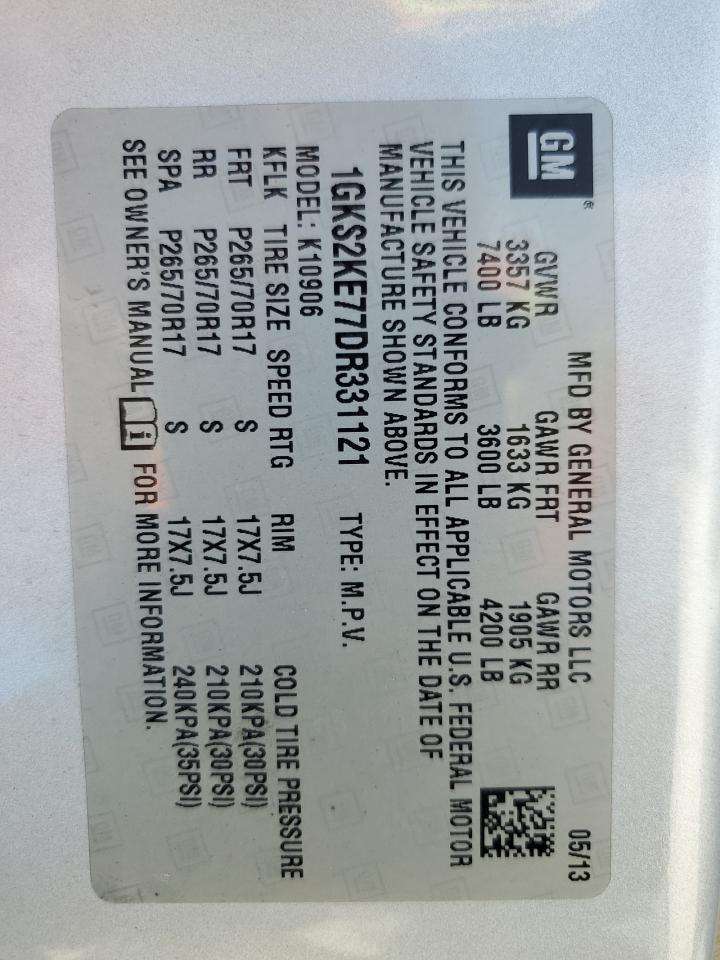 GM®
MFD BY GENERAL MOTORS LLC 05/13
GVWR GAWR FRT GAWR RR
3357 KG 1633 KG 1905 KG
7400 LB 3600 LB 4200 LB
THIS VEHICLE CONFORMS TO ALL APPLICABLE U.S. FEDERAL MOTOR
VEHICLE SAFETY STANDARDS IN EFFECT ON THE DATE OF
MANUFACTURE SHOWN ABOVE.
1GKS2KE77DR331121 TYPE: M.P.V.
MODEL: K10906
KFLK TIRE SIZE SPEED RTG RIM COLD TIRE PRESSURE
FRT P265/70R17 S 17X7.5J 210KPA(30PSI)
RR P265/70R17 S 17X7.5J 210KPA(30PSI)
SPA P265/70R17 S 17X7.5J 240KPA(35PSI)
SEE OWNER'S MANUAL i FOR MORE INFORMATION.